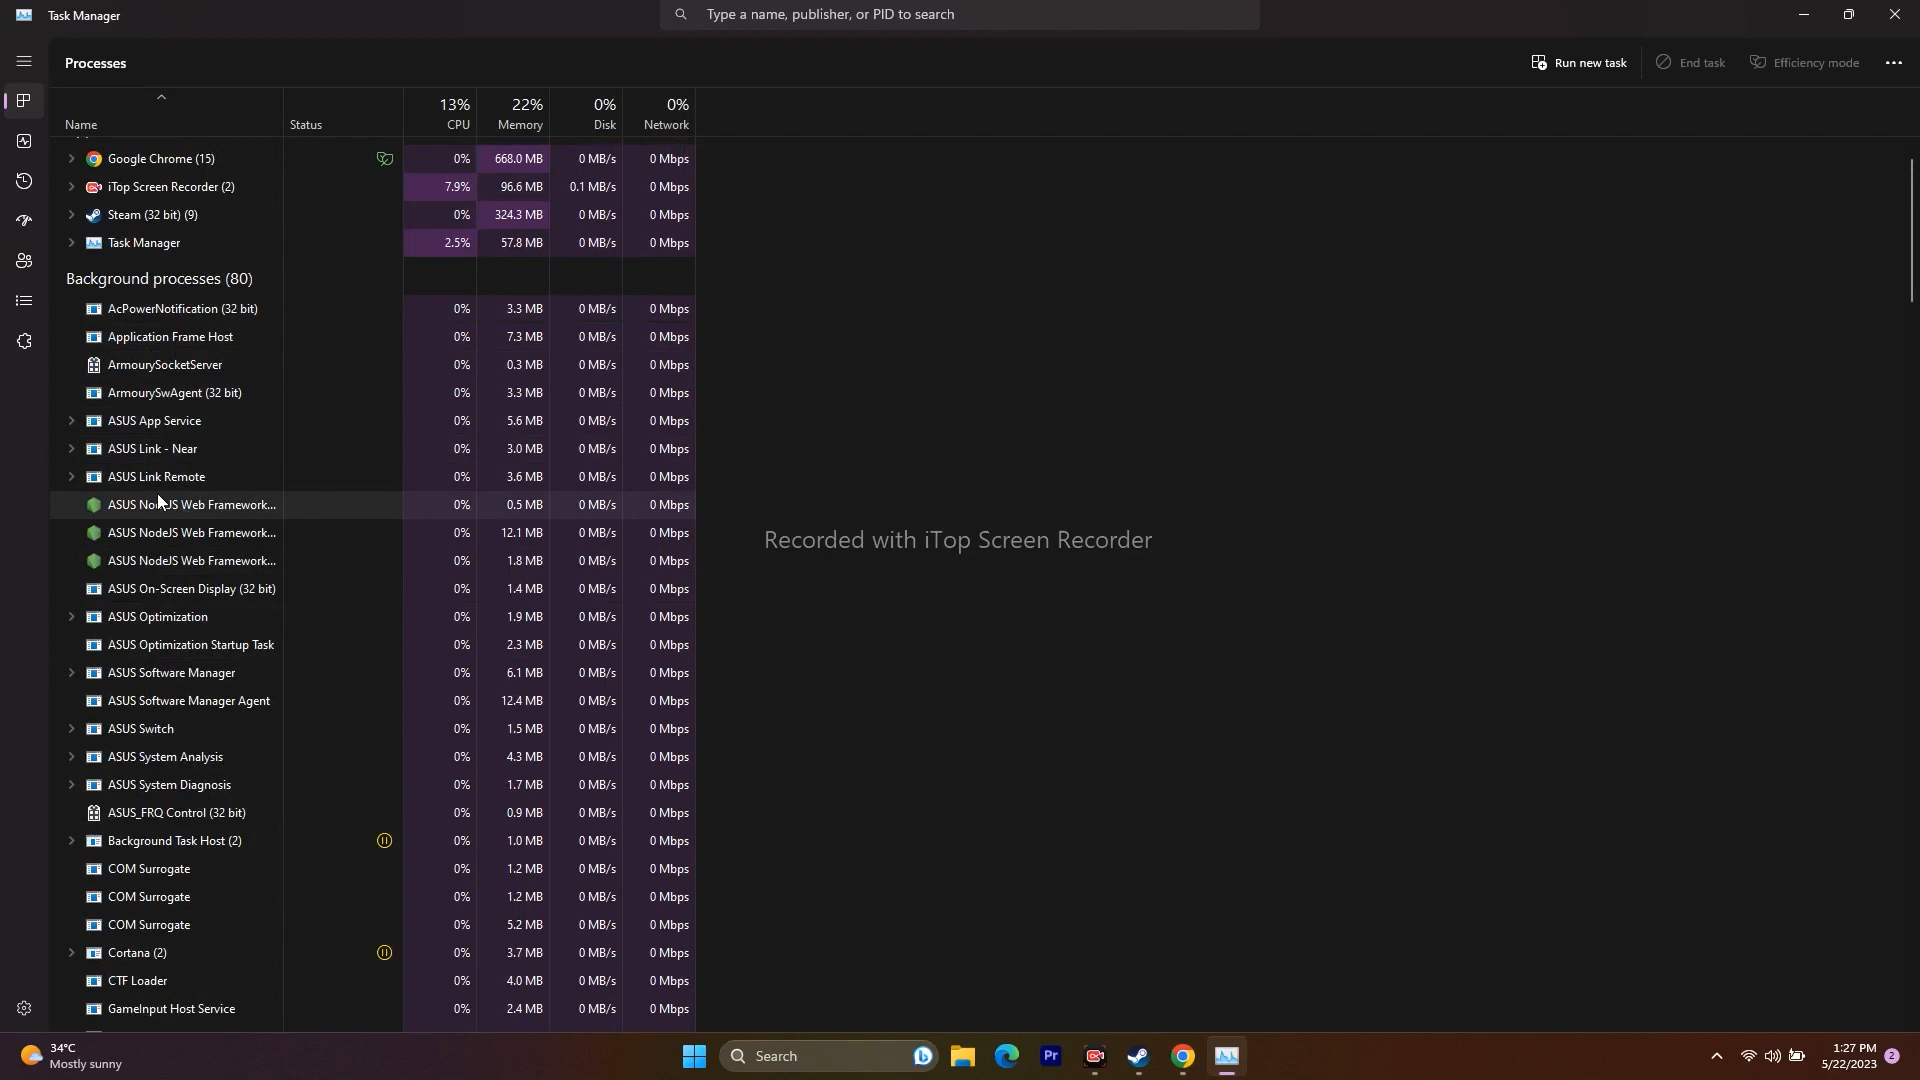 Task Manager
Type a name, publisher, or PID to search
Processes
Run new task
End task
Efficiency mode
13% 22% 0% 0%
Name Status CPU Memory Disk Network
Google Chrome (15) 0% 668.0 MB 0 MB/s 0 Mbps
iTop Screen Recorder (2) 7.9% 96.6 MB 0.1 MB/s 0 Mbps
Steam (32 bit) (9) 0% 324.3 MB 0 MB/s 0 Mbps
Task Manager 2.5% 57.8 MB 0 MB/s 0 Mbps
Background processes (80)
AcPowerNotification (32 bit) 0% 3.3 MB 0 MB/s 0 Mbps
Application Frame Host 0% 7.3 MB 0 MB/s 0 Mbps
ArmourySocketServer 0% 0.3 MB 0 MB/s 0 Mbps
ArmourySwAgent (32 bit) 0% 3.3 MB 0 MB/s 0 Mbps
ASUS App Service 0% 5.6 MB 0 MB/s 0 Mbps
ASUS Link - Near 0% 3.0 MB 0 MB/s 0 Mbps
ASUS Link Remote 0% 3.6 MB 0 MB/s 0 Mbps
ASUS NodeJS Web Framework... 0% 0.5 MB 0 MB/s 0 Mbps
ASUS NodeJS Web Framework... 0% 12.1 MB 0 MB/s 0 Mbps
Recorded with iTop Screen Recorder
ASUS NodeJS Web Framework... 0% 1.8 MB 0 MB/s 0 Mbps
ASUS On-Screen Display (32 bit) 0% 1.4 MB 0 MB/s 0 Mbps
ASUS Optimization 0% 1.9 MB 0 MB/s 0 Mbps
ASUS Optimization Startup Task 0% 2.3 MB 0 MB/s 0 Mbps
ASUS Software Manager 0% 6.1 MB 0 MB/s 0 Mbps
ASUS Software Manager Agent 0% 12.4 MB 0 MB/s 0 Mbps
ASUS Switch 0% 1.5 MB 0 MB/s 0 Mbps
ASUS System Analysis 0% 4.3 MB 0 MB/s 0 Mbps
ASUS System Diagnosis 0% 1.7 MB 0 MB/s 0 Mbps
ASUS_FRQ Control (32 bit) 0% 0.9 MB 0 MB/s 0 Mbps
Background Task Host (2) 0% 1.0 MB 0 MB/s 0 Mbps
COM Surrogate 0% 1.2 MB 0 MB/s 0 Mbps
COM Surrogate 0% 1.2 MB 0 MB/s 0 Mbps
COM Surrogate 0% 5.2 MB 0 MB/s 0 Mbps
Cortana (2) 0% 3.7 MB 0 MB/s 0 Mbps
CTF Loader 0% 4.0 MB 0 MB/s 0 Mbps
GameInput Host Service 0% 2.4 MB 0 MB/s 0 Mbps
34°C
Mostly sunny
Search
Pr
1:27 PM
5/22/2023
2